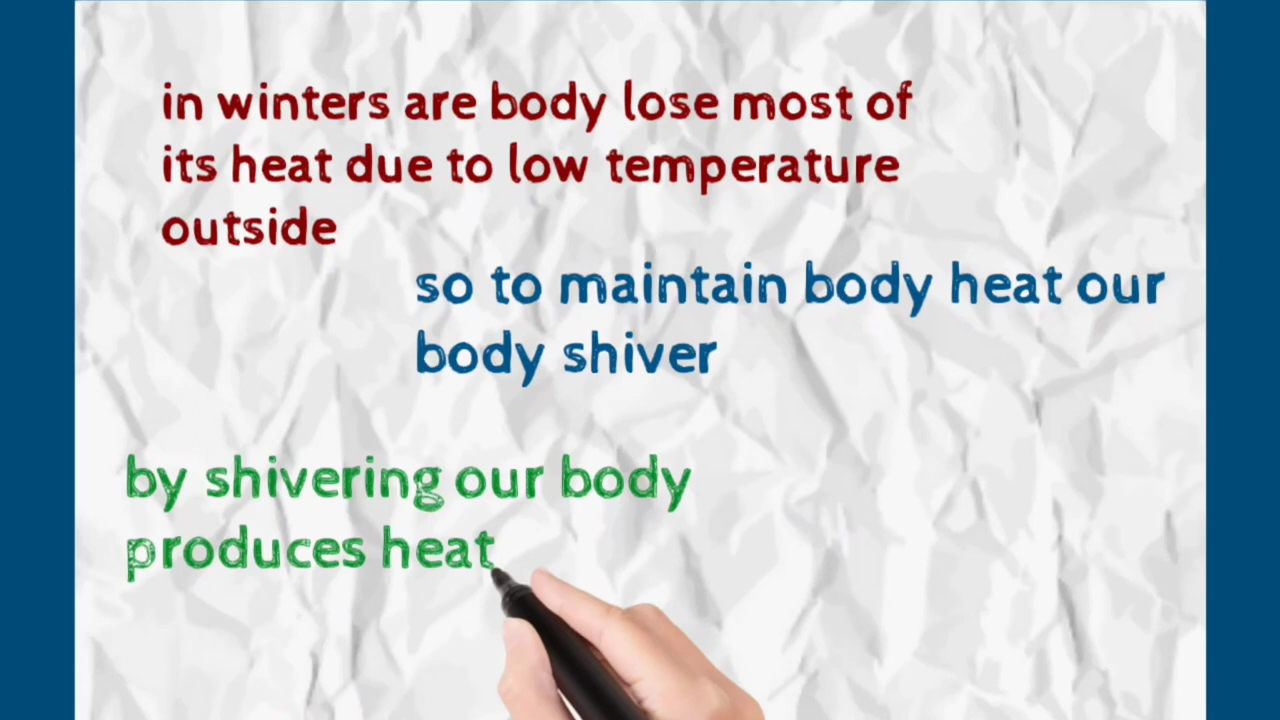 in winters are body lose most of
its heat due to low temperature
outside
so to maintain body heat our
body shiver
by shivering our body
produces heat